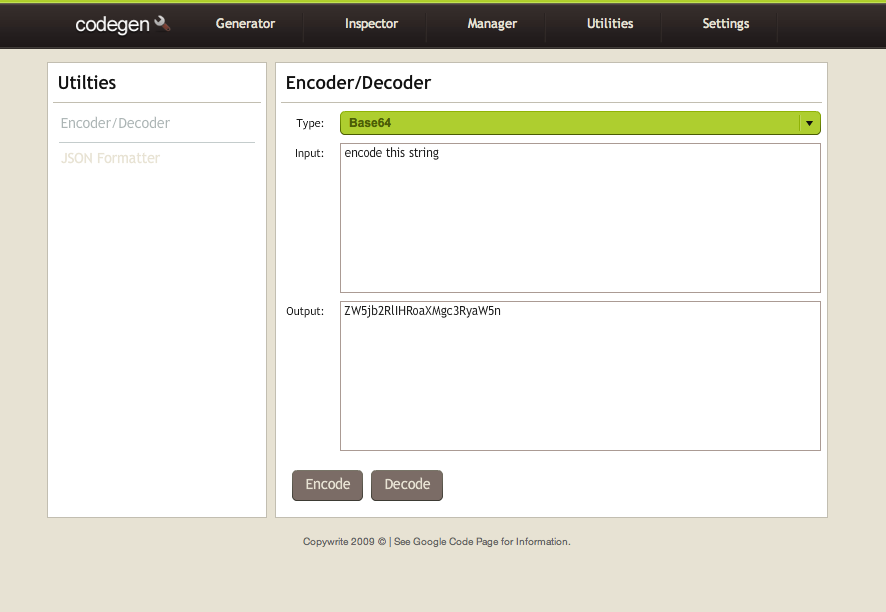 codegen
Generator
Inspector
Manager
Utilities
Settings
Utilties
Encoder/Decoder
JSON Formatter
Encoder/Decoder
Type:
Base64
Input:
encode this string
Output:
ZW5jb2RlIHRoaXMgc3RyaW5n
Encode
Decode
Copywrite 2009 © | See Google Code Page for Information.